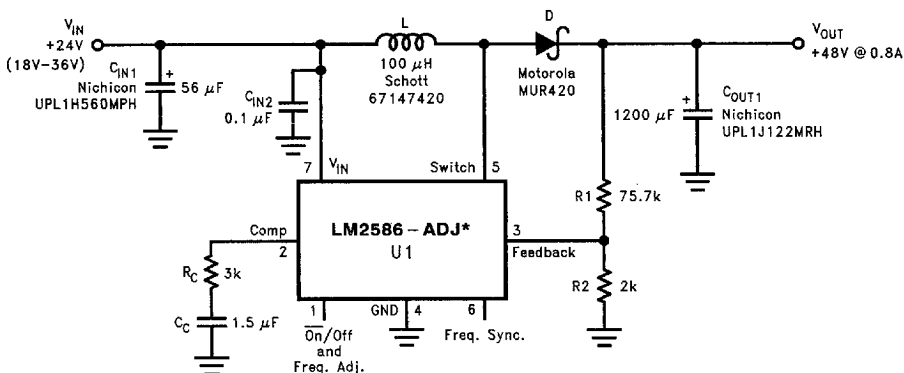 V_IN
+24V
(18V-36V)
C_IN1
Nichicon
UPL1H560MPH
+
56 μF
C_IN2
0.1 μF
L
100 μH
Schott
67147420
D
Motorola
MUR420
V_OUT
+48V @ 0.8A
1200 μF
+
C_OUT1
Nichicon
UPL1J122MRH
7 V_IN
Switch 5
R1 75.7k
Comp
2
LM2586-ADJ*
U1
3
Feedback
R_C 3k
R2 2k
C_C 1.5 μF
1
GND 4
6
O̅n̅/Off
and
Freq. Adj.
Freq. Sync.